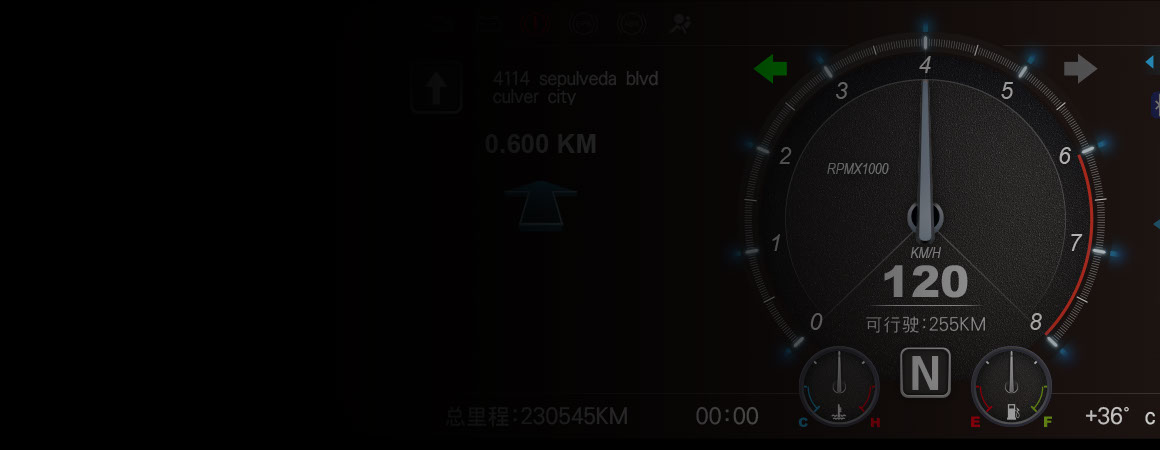 4114 sepulveda blvd
culver city
0.600 KM
0
1
2
3
4
5
6
7
8
RPMX1000
KM/H
120
可行驶:255KM
N
C
H
E
F
总里程:230545KM
00:00
+36° c